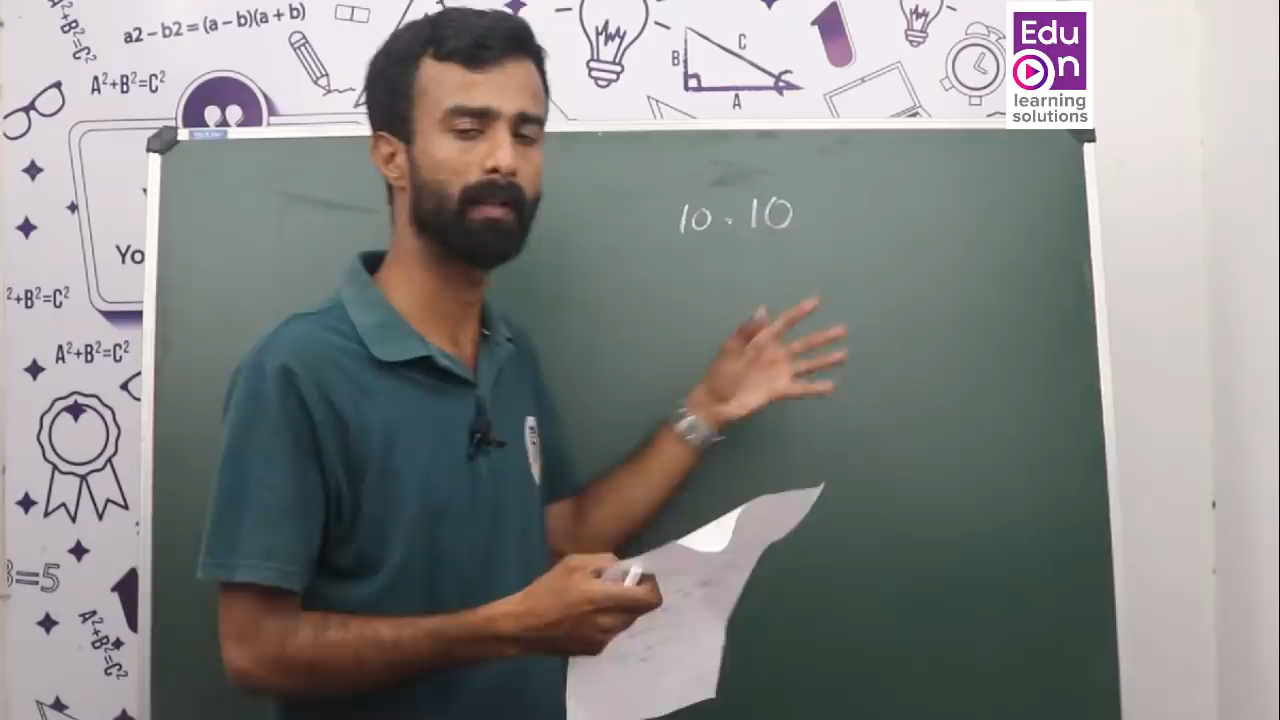 A²+B²=C²
a2 – b2 = (a – b)(a + b)
A²+B²=C²
B
C
A
Edu
On
learning
solutions
10 . 10
Yo
²+B²=C²
A²+B²=C²
3=5
A²+B²=C²